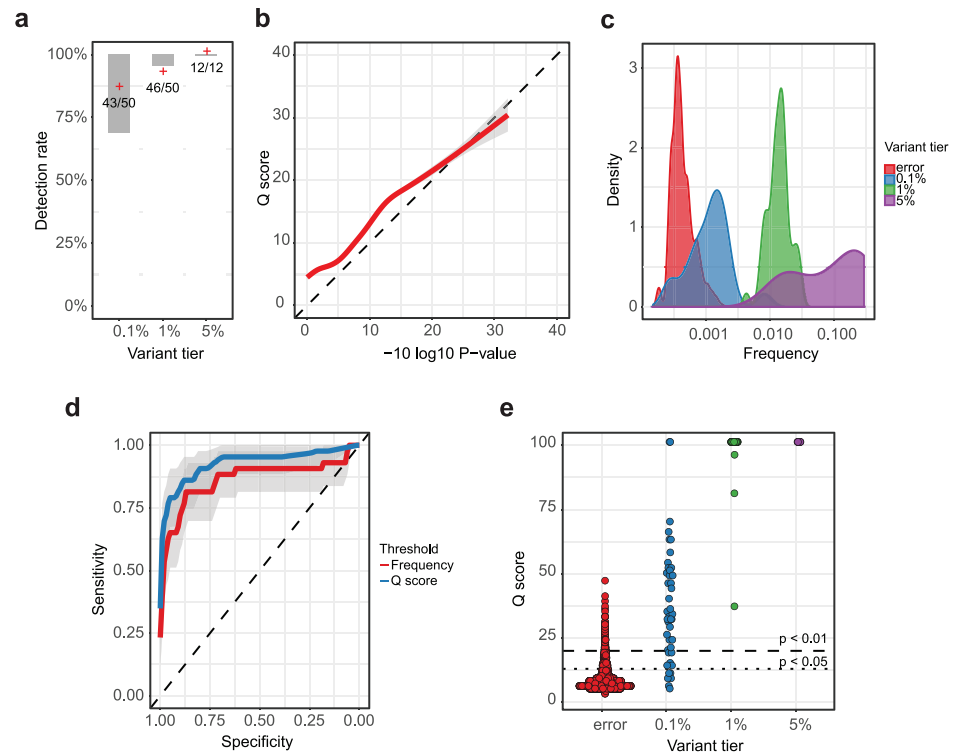 a
100%
75%
50%
25%
0%
Detection rate
43/50
46/50
12/12
0.1% 1% 5%
Variant tier
b
40
30
20
10
0
Q score
0 10 20 30 40
−10 log10 P-value
c
3
2
1
0
Density
0.001 0.010 0.100
Frequency
Variant tier
error
0.1%
1%
5%
d
1.00
0.75
0.50
0.25
0.00
Sensitivity
1.00 0.75 0.50 0.25 0.00
Specificity
Threshold
Frequency
Q score
e
100
75
50
25
0
Q score
p < 0.01
p < 0.05
error 0.1% 1% 5%
Variant tier